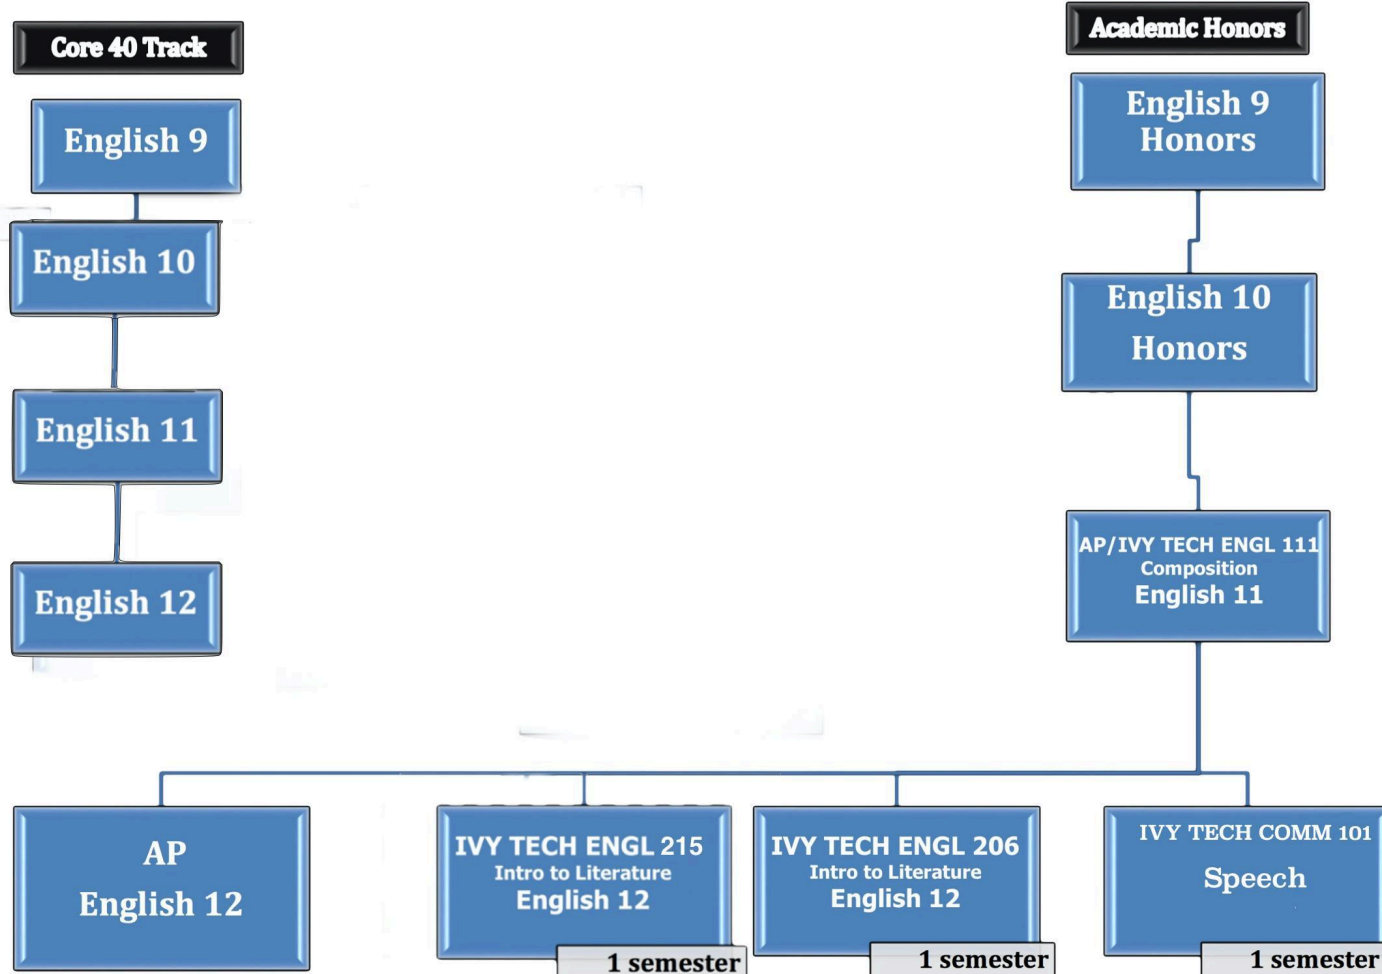 Core 40 Track
English 9
English 10
English 11
English 12
Academic Honors
English 9
Honors
English 10
Honors
AP/IVY TECH ENGL 111
Composition
English 11
AP
English 12
IVY TECH ENGL 215
Intro to Literature
English 12
1 semester
IVY TECH ENGL 206
Intro to Literature
English 12
1 semester
IVY TECH COMM 101
Speech
1 semester